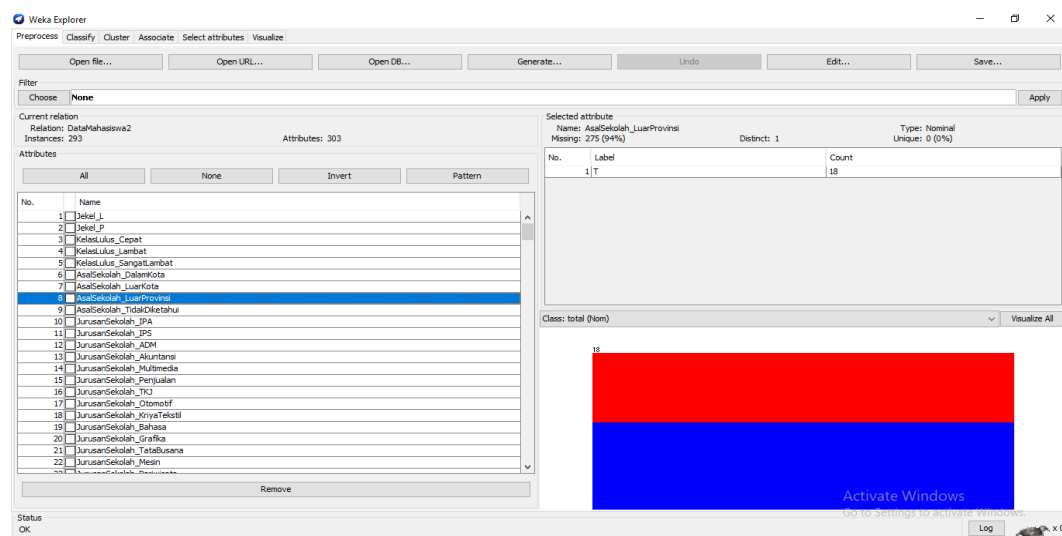 Weka Explorer
Preprocess Classify Cluster Associate Select attributes Visualize
Open file... Open URL... Open DB... Generate... Undo Edit... Save...
Filter
Choose None Apply
Current relation
Relation: DataMahasiswa2
Instances: 293 Attributes: 303
Attributes
All None Invert Pattern
No. Name
1 Jekel_L
2 Jekel_P
3 KelasLulus_Cepat
4 KelasLulus_Lambat
5 KelasLulus_SangatLambat
6 AsalSekolah_DalamKota
7 AsalSekolah_LuarKota
8 AsalSekolah_LuarProvinsi
9 AsalSekolah_TidakDiketahui
10 JurusanSekolah_IPA
11 JurusanSekolah_IPS
12 JurusanSekolah_ADM
13 JurusanSekolah_Akuntansi
14 JurusanSekolah_Multimedia
15 JurusanSekolah_Penjualan
16 JurusanSekolah_TKJ
17 JurusanSekolah_Otomotif
18 JurusanSekolah_KriyaTekstil
19 JurusanSekolah_Bahasa
20 JurusanSekolah_Grafika
21 JurusanSekolah_TataBusana
22 JurusanSekolah_Mesin
Remove
Selected attribute
Name: AsalSekolah_LuarProvinsi Type: Nominal
Missing: 275 (94%) Distinct: 1 Unique: 0 (0%)
No. Label Count
1 T 18
Class: total (Nom) Visualize All
18
Activate Windows
Go to Settings to activate Windows.
Status
OK
Log x 0